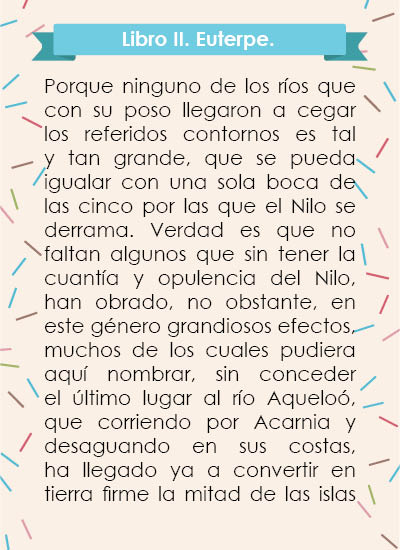 Libro II. Euterpe.
Porque ninguno de los ríos que
con su poso llegaron a cegar
los referidos contornos es tal
y tan grande, que se pueda
igualar con una sola boca de
las cinco por las que el Nilo se
derrama. Verdad es que no
faltan algunos que sin tener la
cuantía y opulencia del Nilo,
han obrado, no obstante, en
este género grandiosos efectos,
muchos de los cuales pudiera
aquí nombrar, sin conceder
el último lugar al río Aqueloó,
que corriendo por Acarnia y
desaguando en sus costas,
ha llegado ya a convertir en
tierra firme la mitad de las islas